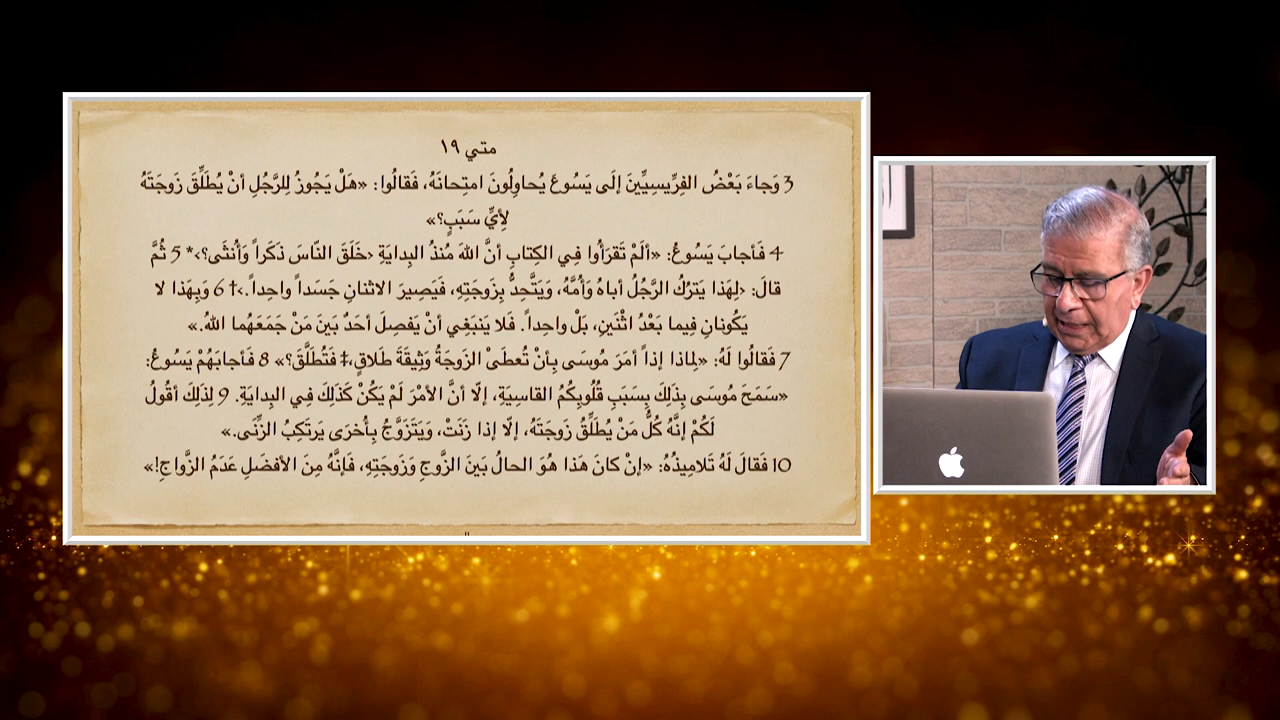 متي ١٩
3 وَجاءَ بَعْضُ الفِرِّيسِيِّينَ إلَى يَسُوعَ يُحاوِلُونَ امتِحانَهُ، فَقالُوا: «هَلْ يَجُوزُ لِلرَّجُلِ أنْ يُطَلِّقَ زَوجَتَهُ
لِأيِّ سَبَبٍ؟»
4 فَأجابَ يَسُوعُ: «ألَمْ تَقرَأُوا فِي الكِتابِ أنَّ اللهَ مُنذُ البِدايَةِ ‹خَلَقَ النّاسَ ذَكَراً وَأُنثَى؟›* 5 ثُمَّ
قالَ: ‹لِهَذا يَترُكُ الرَّجُلُ أباهُ وَأُمَّهُ، وَيَتَّحِدُّ بِزَوجَتِهِ، فَيَصِيرَ الاثنانِ جَسَداً واحِداً.›† 6 وَبِهَذا لا
يَكُونانِ فِيما بَعْدُ اثْنَينِ، بَلْ واحِداً. فَلا يَنبَغِي أنْ يَفصِلَ أحَدٌ بَينَ مَنْ جَمَعَهُما اللهُ.»
7 فَقالُوا لَهُ: «لِماذا إذاً أمَرَ مُوسَى بِأنْ تُعطَىْ الزَّوجَةُ وَثِيقَةَ طَلاقٍ،‡ فَتُطَلَّقَ؟» 8 فَأجابَهُمْ يَسُوعُ:
«سَمَحَ مُوسَى بِذَلِكَ بِسَبَبِ قُلُوبِكُمُ القاسِيَةِ، إلّا أنَّ الأمْرَ لَمْ يَكُنْ كَذَلِكَ فِي البِدايَةِ. 9 لِذَلِكَ أقُولُ
لَكُمْ إنَّهُ كُلُّ مَنْ يُطَلِّقُ زَوجَتَهُ، إلّا إذا زَنَتْ، وَيَتَزَوَّجُ بِأُخرَى يَرتَكِبُ الزِّنَى.»
10 فَقالَ لَهُ تَلامِيذُهُ: «إنْ كانَ هَذا هُوَ الحالُ بَينَ الزَّوجِ وَزَوجَتِهِ، فَإنَّهُ مِنَ الأفضَلِ عَدَمُ الزَّواجِ!»